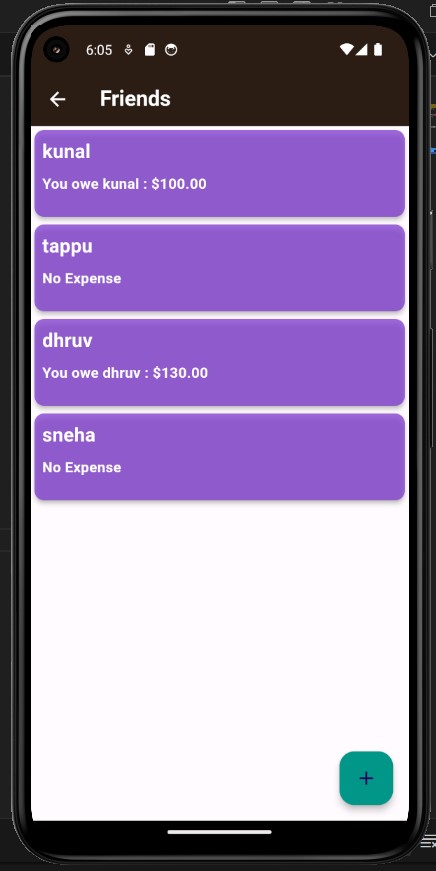 6:05
Friends
kunal
You owe kunal : $100.00
tappu
No Expense
dhruv
You owe dhruv : $130.00
sneha
No Expense
+